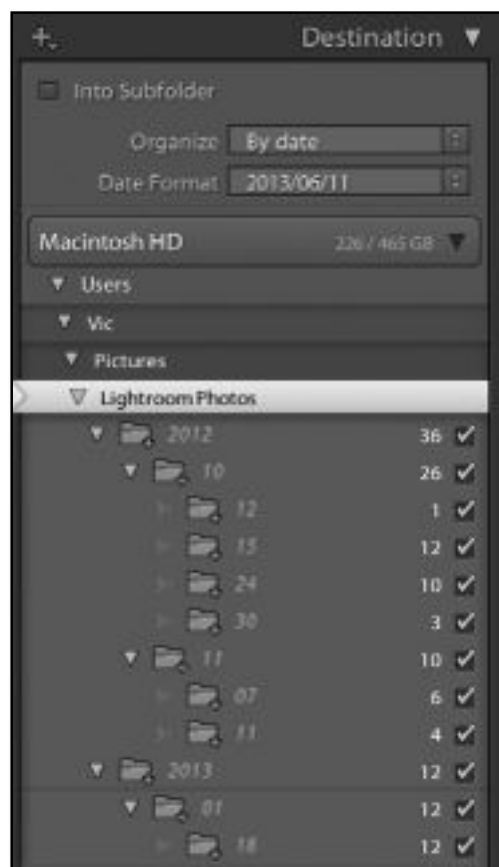 Destination
Into Subfolder
Organize By date
Date Format 2013/06/11
Macintosh HD 226 / 465 GB
Users
Vic
Pictures
Lightroom Photos
2012 36
10 26
12 1
15 12
24 10
30 3
11 10
07 6
11 4
2013 12
01 12
18 12